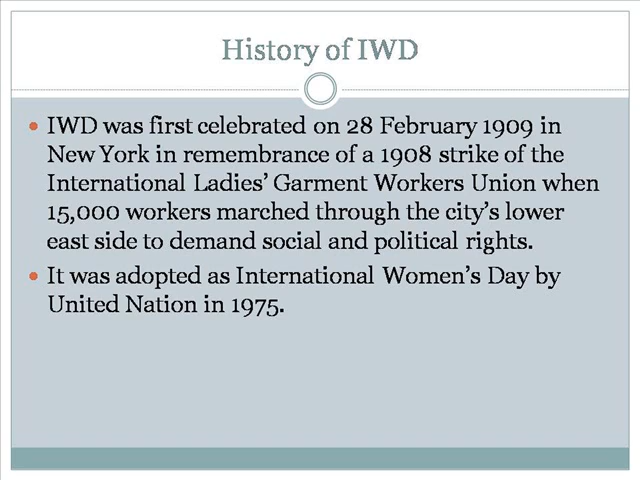 History of IWD
• IWD was first celebrated on 28 February 1909 in
New York in remembrance of a 1908 strike of the
International Ladies’ Garment Workers Union when
15,000 workers marched through the city’s lower
east side to demand social and political rights.
• It was adopted as International Women’s Day by
United Nation in 1975.